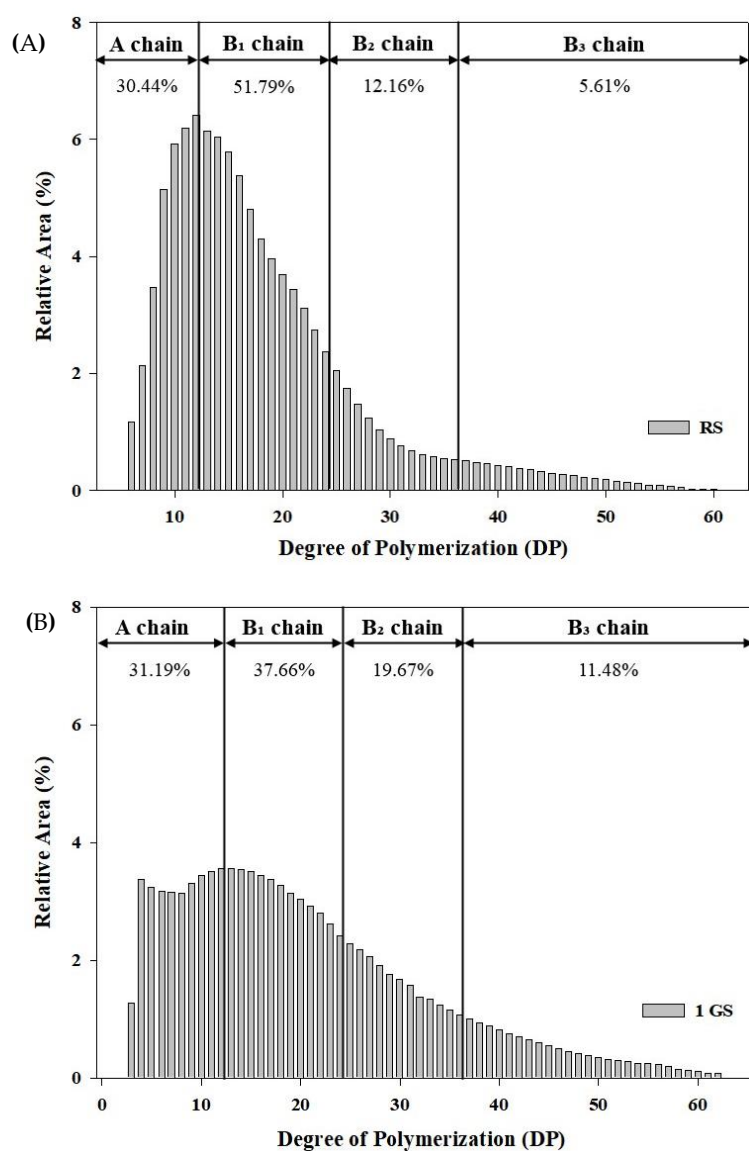 (A)
8
A chain B₁ chain B₂ chain B₃ chain
30.44% 51.79% 12.16% 5.61%
6
Relative Area (%)
4
2
RS
0
10 20 30 40 50 60
Degree of Polymerization (DP)
(B)
8
A chain B₁ chain B₂ chain B₃ chain
31.19% 37.66% 19.67% 11.48%
6
Relative Area (%)
4
2
1 GS
0
0 10 20 30 40 50 60
Degree of Polymerization (DP)